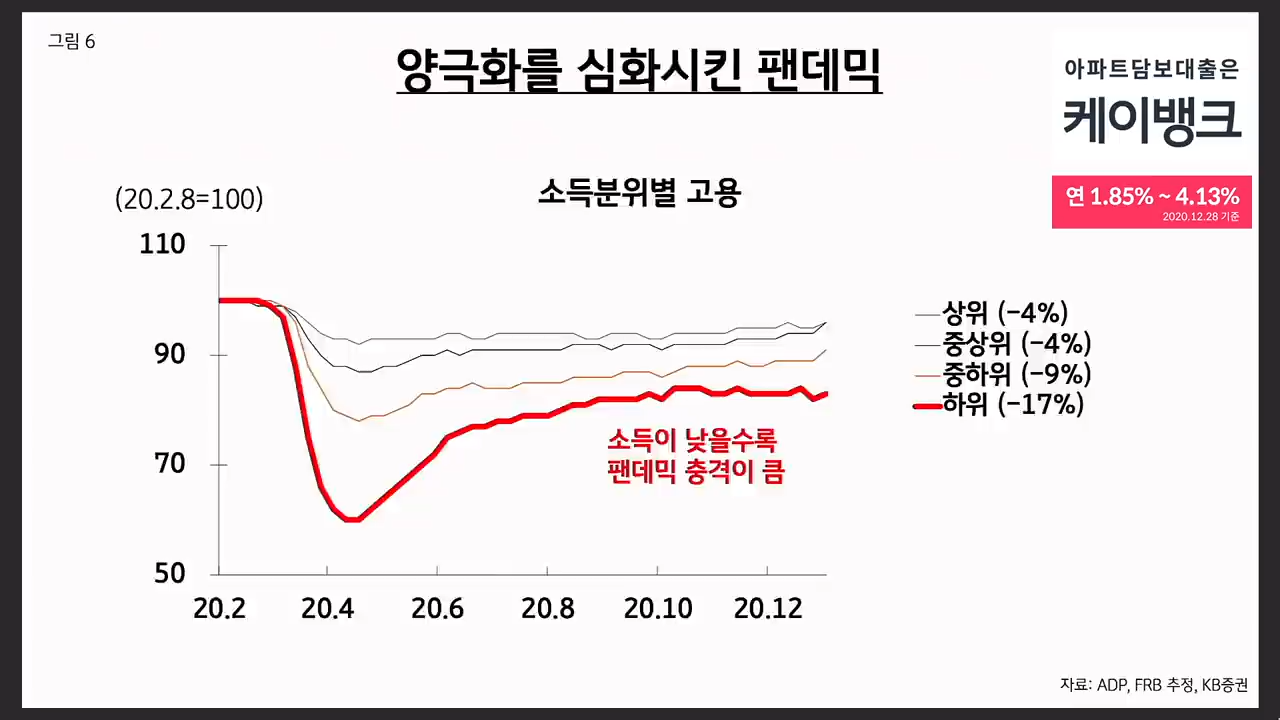 그림 6
양극화를 심화시킨 팬데믹
아파트담보대출은
케이뱅크
연 1.85% ~ 4.13%
2020.12.28 기준
(20.2.8=100)
소득분위별 고용
110
90
70
50
20.2
20.4
20.6
20.8
20.10
20.12
상위 (-4%)
중상위 (-4%)
중하위 (-9%)
하위 (-17%)
소득이 낮을수록
팬데믹 충격이 큼
자료: ADP, FRB 추정, KB증권